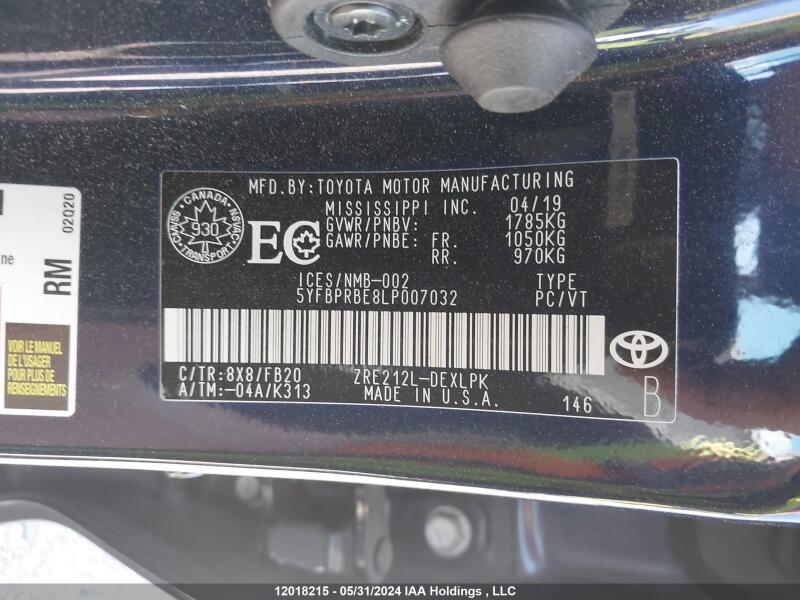 MFD.BY:TOYOTA MOTOR MANUFACTURING
MISSISSIPPI INC. 04/19
GVWR/PNBV 1785KG
GAWR/PNBE: FR. 1050KG
RR. 970KG
CANADA
930
TRANSPORT
EC
ICES/NMB-002 TYPE
5YFBPRBE8LP007032 PC/VT
C/TR:8X8/FB20 ZRE212L-DEXLPK
A/TM:-04A/K313 MADE IN U.S.A. 146
B
TOYOTA
02Q20
RM
ne
VOIR LE MANUEL
DE L'USAGER
POUR PLUS DE
RENSEIGNEMENTS
12018215 - 05/31/2024 IAA Holdings , LLC